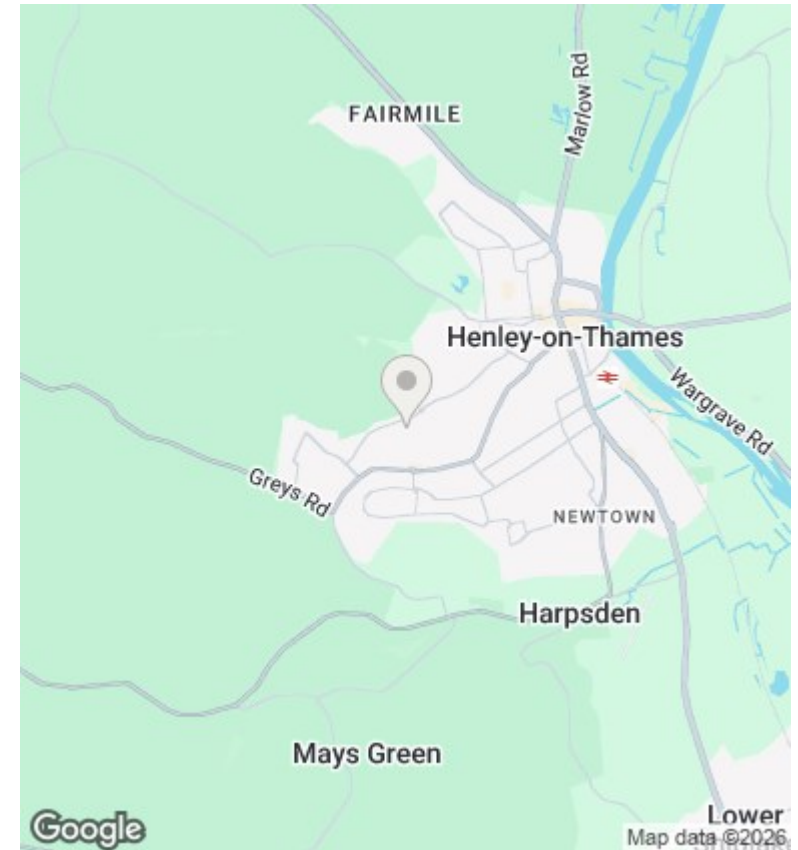 Marlow Rd
FAIRMILE
Henley-on-Thames
Wargrave Rd
Greys Rd
NEWTOWN
Harpsden
Mays Green
Lower
Google
Map data ©2026